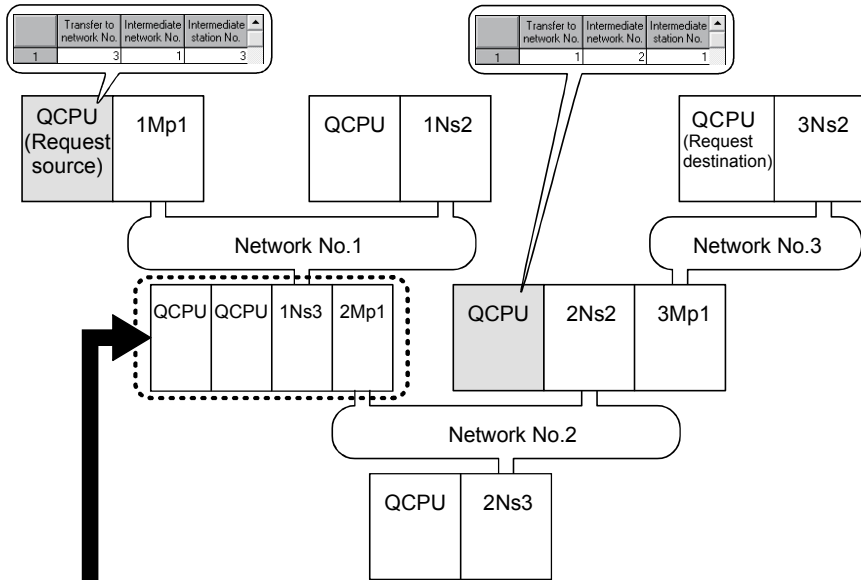 Transfer to network No. Intermediate network No. Intermediate station No.
1 3 1 3
Transfer to network No. Intermediate network No. Intermediate station No.
1 1 2 1
QCPU (Request source)
1Mp1
QCPU
1Ns2
QCPU (Request destination)
3Ns2
Network No.1
Network No.3
QCPU
QCPU
1Ns3
2Mp1
QCPU
2Ns2
3Mp1
Network No.2
QCPU
2Ns3